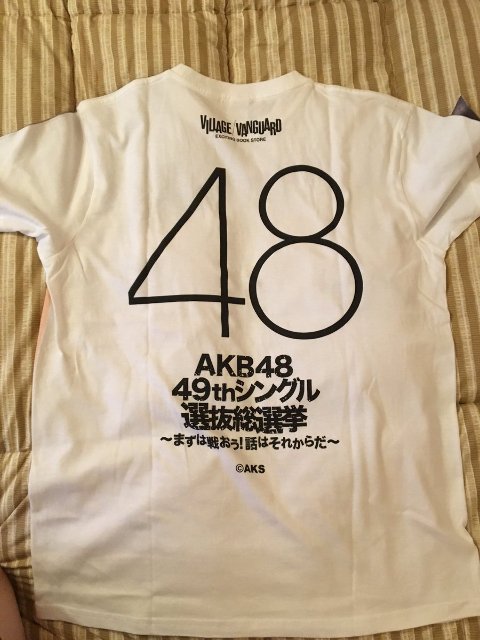 VILLAGE/VANGUARD
EXCITING BOOK STORE
48
AKB48
49thシングル
選抜総選挙
～まずは戦おう!話はそれからだ～
©AKS